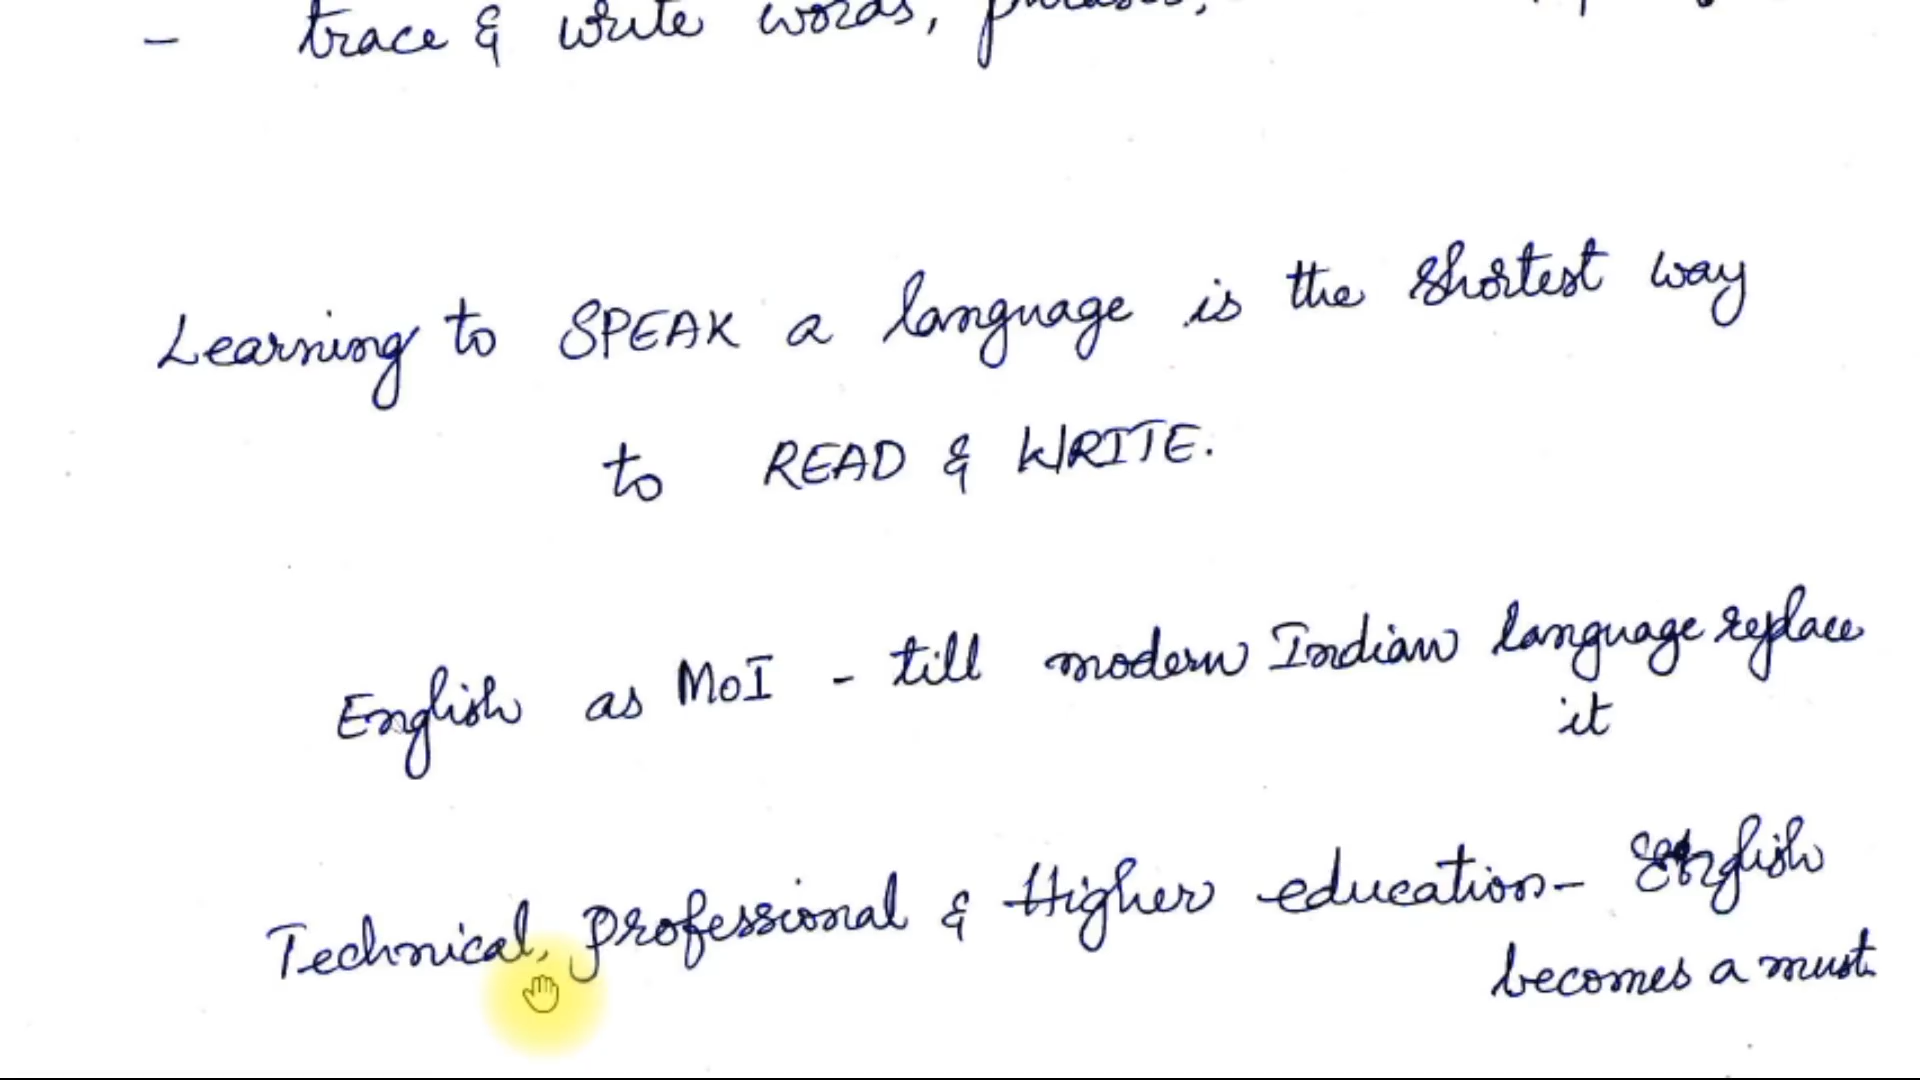 - trace & write words, phrases,
Learning to SPEAK a language is the shortest way
to READ & WRITE.
English as MoI - till modern Indian language replace
it
Technical, professional & Higher education - English
becomes a must